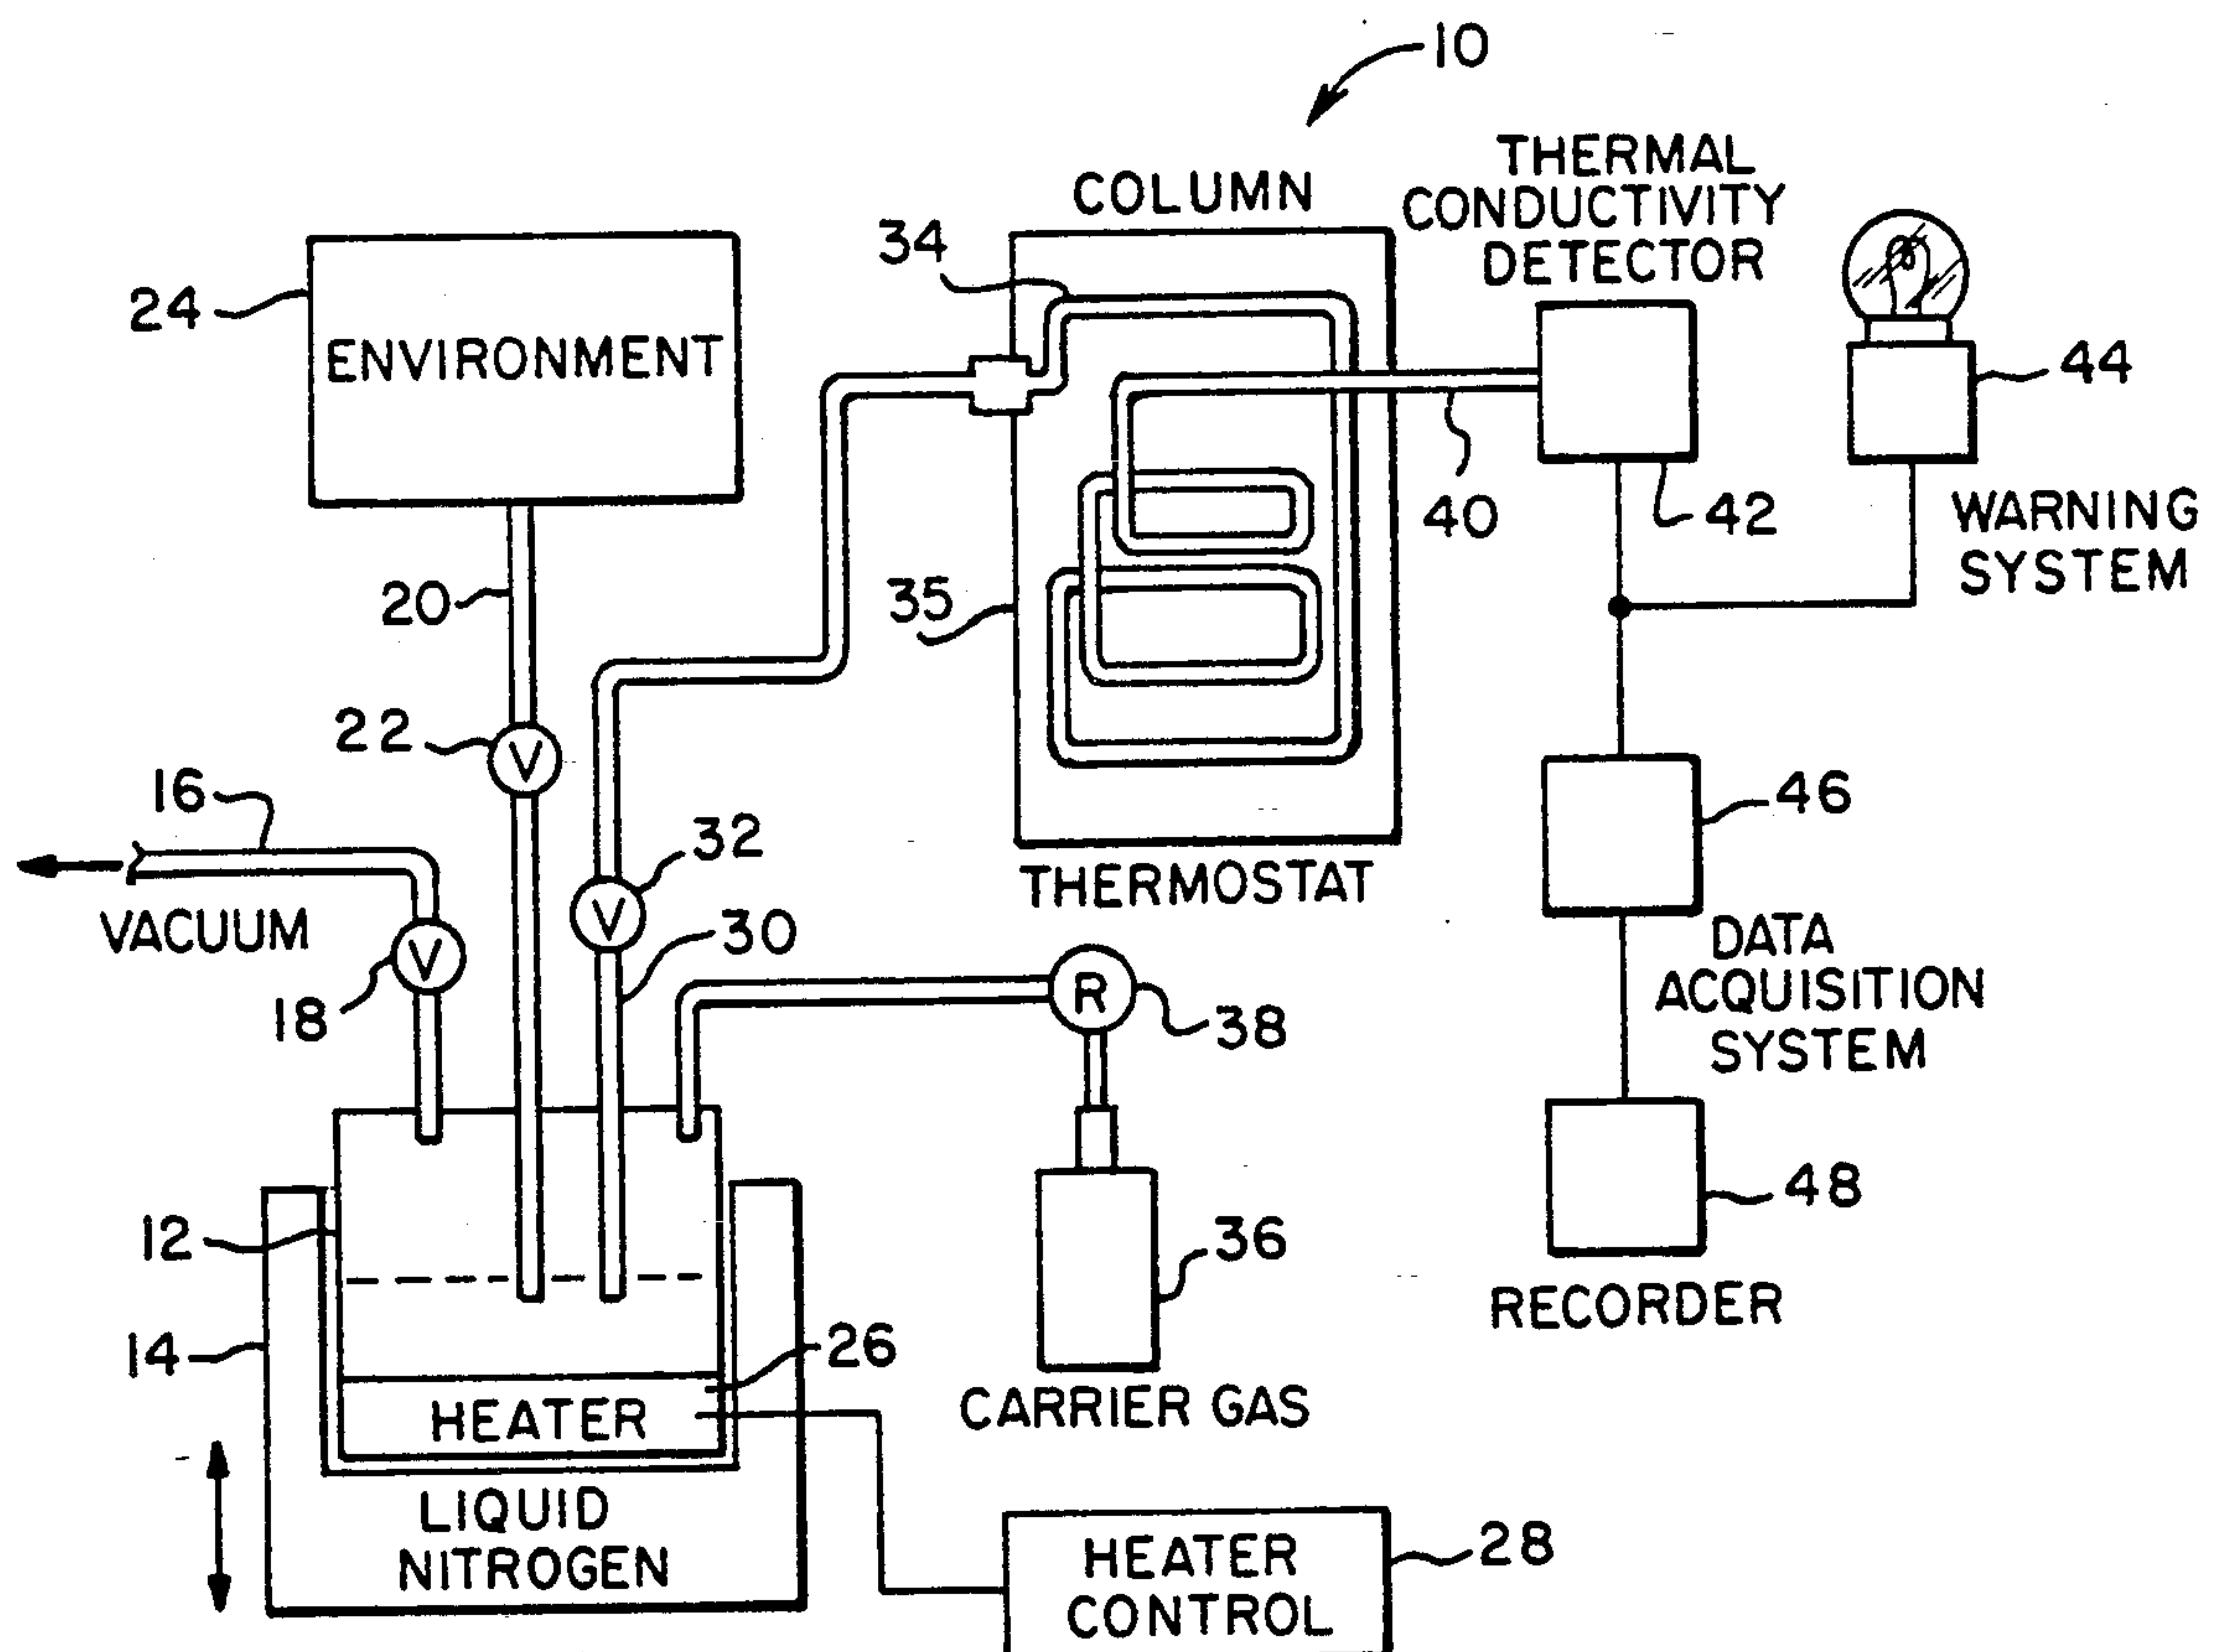 10
THERMAL
CONDUCTIVITY
DETECTOR
COLUMN
34
24
ENVIRONMENT
44
40
42
WARNING
SYSTEM
20
35
22
V
16
46
32
THERMOSTAT
VACUUM
V
V
30
18
DATA
ACQUISITION
SYSTEM
R
38
12
36
48
RECORDER
14
26
HEATER
CARRIER GAS
LIQUID
NITROGEN
HEATER
CONTROL
28